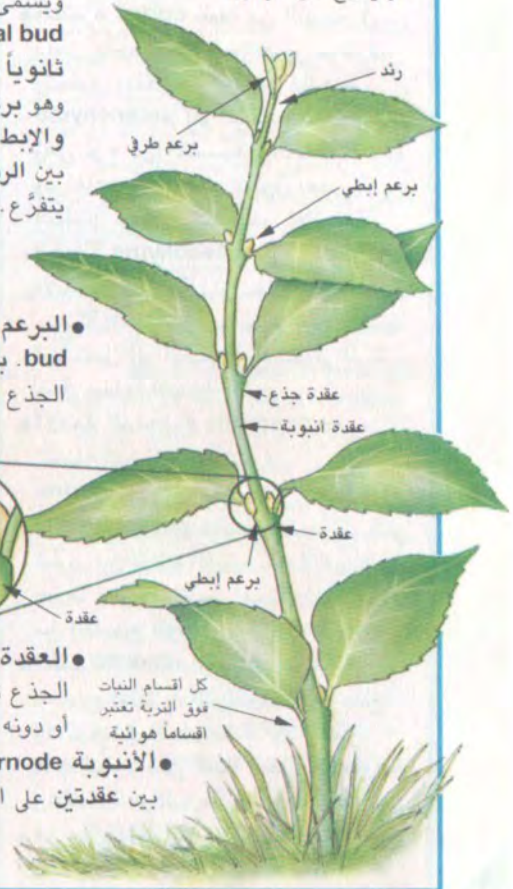 ويسمى
al bud
ثانوياً
وهو بر
والإبط
بين الر
يتفرَّع.
رئد
برعم طرفي
برعم إبطي
•البرعم
bud. ب
الجذع
عقدة جذع
عقدة انبوبة
عقدة
برعم إبطي
عقدة
•العقدة
الجذع
أو دونه
كل اقسام النبات
فوق التربة تعتبر
اقساماً هوائية
•الأنبوبة rnode
بين عقدتين على ا